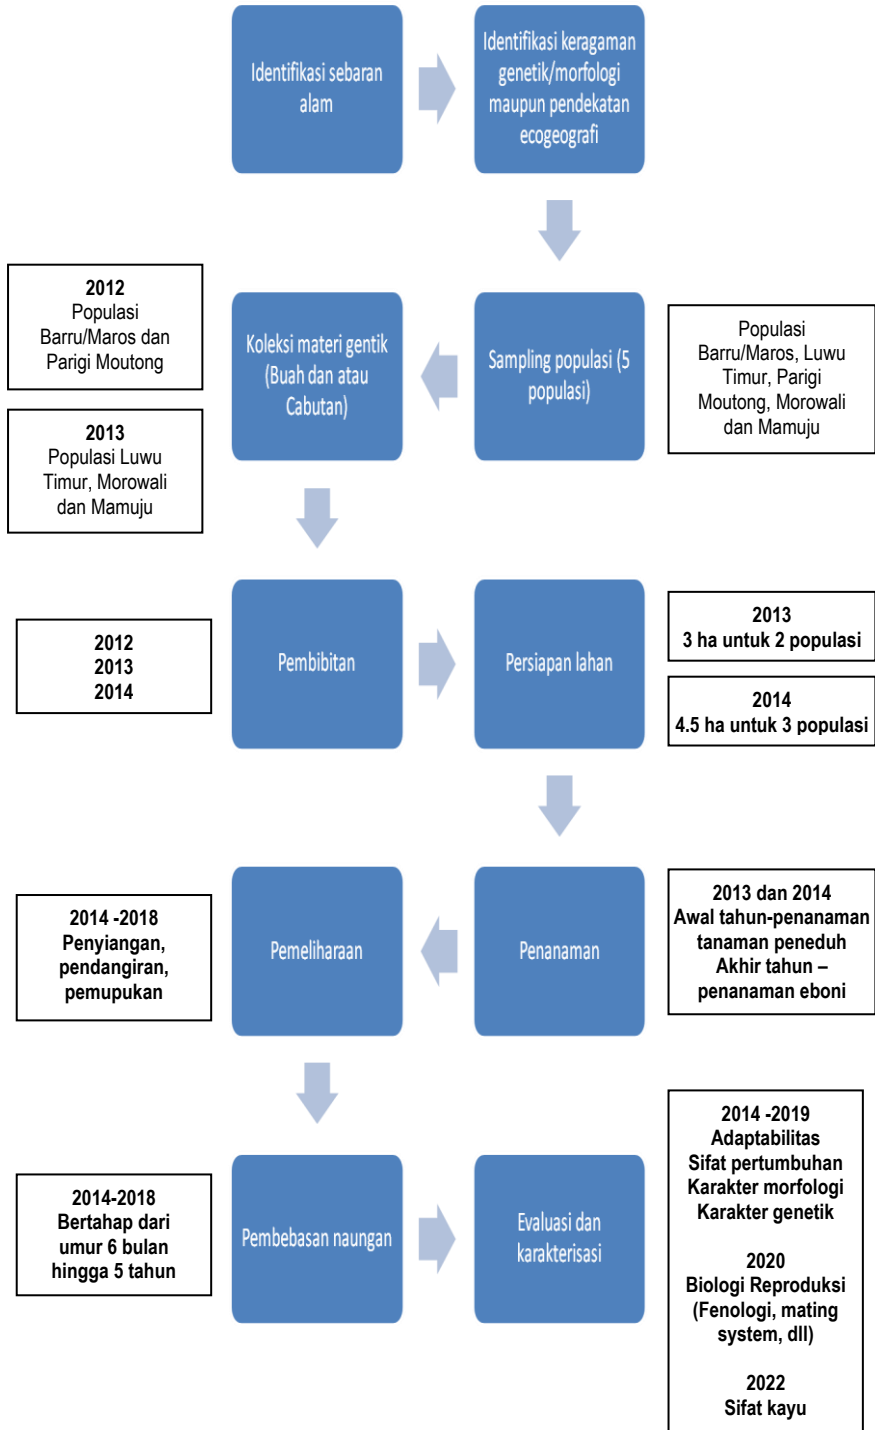 Identifikasi sebaran
alam
Identifikasi keragaman
genetik/morfologi
maupun pendekatan
ecogeografi
2012
Populasi
Barru/Maros dan
Parigi Moutong
2013
Populasi Luwu
Timur, Morowali
dan Mamuju
Koleksi materi gentik
(Buah dan atau
Cabutan)
Sampling populasi (5
populasi)
Populasi
Barru/Maros, Luwu
Timur, Parigi
Moutong, Morowali
dan Mamuju
2012
2013
2014
Pembibitan
Persiapan lahan
2013
3 ha untuk 2 populasi
2014
4.5 ha untuk 3 populasi
2014 -2018
Penyiangan,
pendangiran,
pemupukan
Pemeliharaan
Penanaman
2013 dan 2014
Awal tahun-penanaman
tanaman peneduh
Akhir tahun –
penanaman eboni
2014-2018
Bertahap dari
umur 6 bulan
hingga 5 tahun
Pembebasan naungan
Evaluasi dan
karakterisasi
2014 -2019
Adaptabilitas
Sifat pertumbuhan
Karakter morfologi
Karakter genetik
2020
Biologi Reproduksi
(Fenologi, mating
system, dll)
2022
Sifat kayu